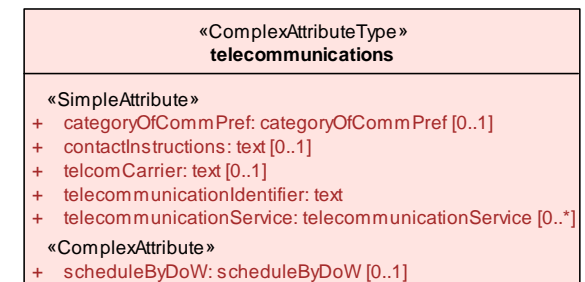 «ComplexAttributeType»
telecommunications
«SimpleAttribute»
+ categoryOfCommPref: categoryOfCommPref [0..1]
+ contactInstructions: text [0..1]
+ telcomCarrier: text [0..1]
+ telecommunicationIdentifier: text
+ telecommunicationService: telecommunicationService [0..*]
«ComplexAttribute»
+ scheduleByDoW: scheduleByDoW [0..1]